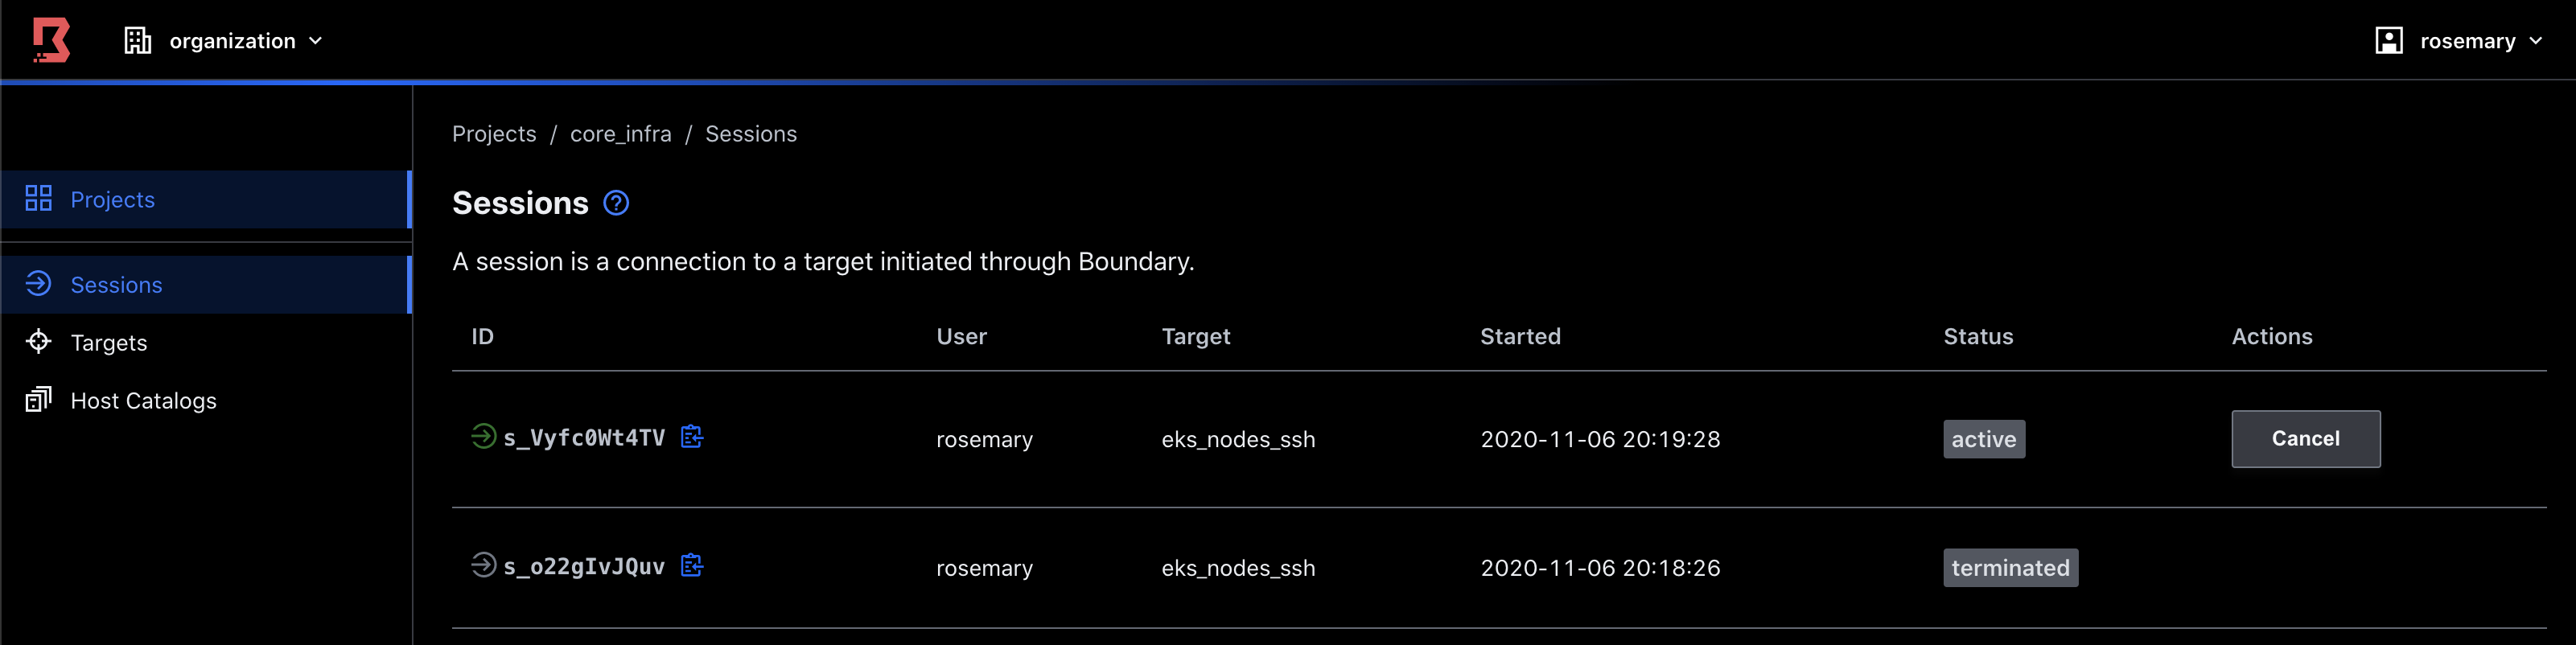 organization
rosemary
Projects / core_infra / Sessions
Projects
Sessions
Targets
Host Catalogs
Sessions ?
A session is a connection to a target initiated through Boundary.
ID User Target Started Status Actions
s_Vyfc0Wt4TV rosemary eks_nodes_ssh 2020-11-06 20:19:28 active Cancel
s_o22gIvJQuv rosemary eks_nodes_ssh 2020-11-06 20:18:26 terminated